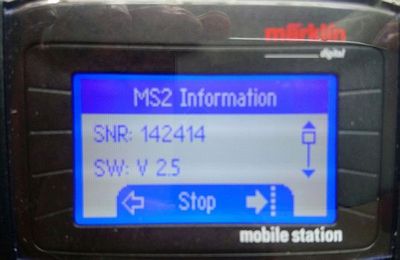 märklin
digital
MS2 Information
SNR: 142414
SW: V 2.5
Stop
mobile station